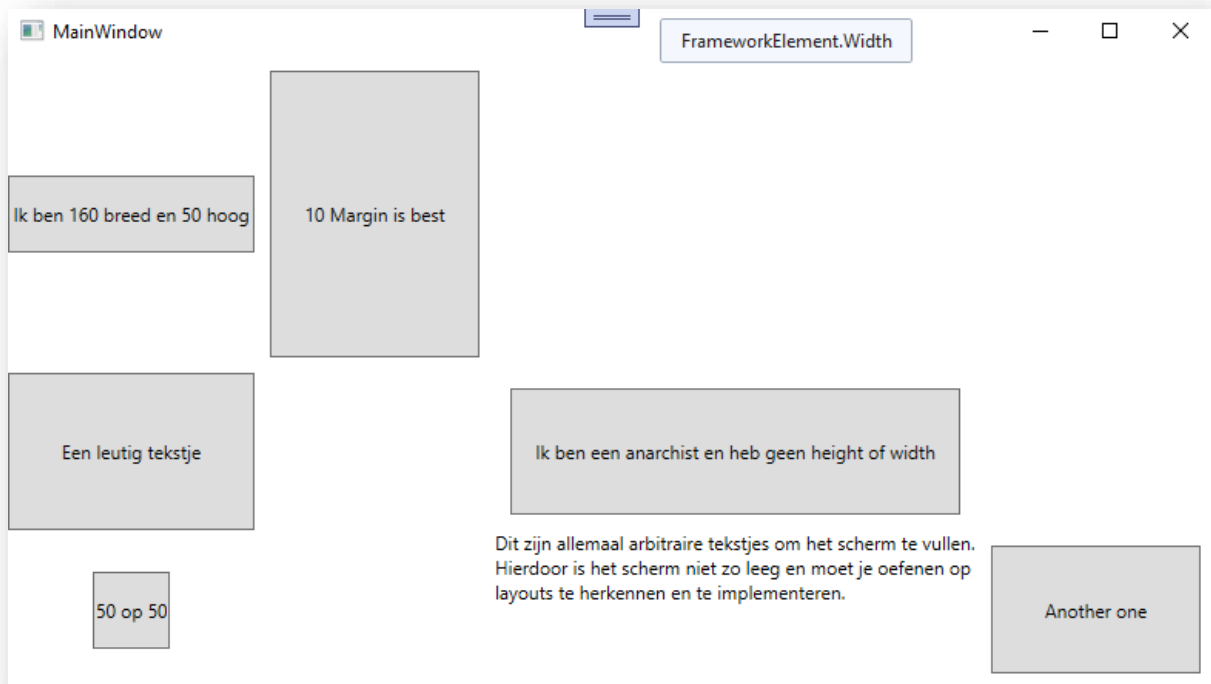 MainWindow
FrameworkElement.Width
Ik ben 160 breed en 50 hoog
10 Margin is best
Een leutig tekstje
Ik ben een anarchist en heb geen height of width
Dit zijn allemaal arbitraire tekstjes om het scherm te vullen.
Hierdoor is het scherm niet zo leeg en moet je oefenen op
layouts te herkennen en te implementeren.
50 op 50
Another one